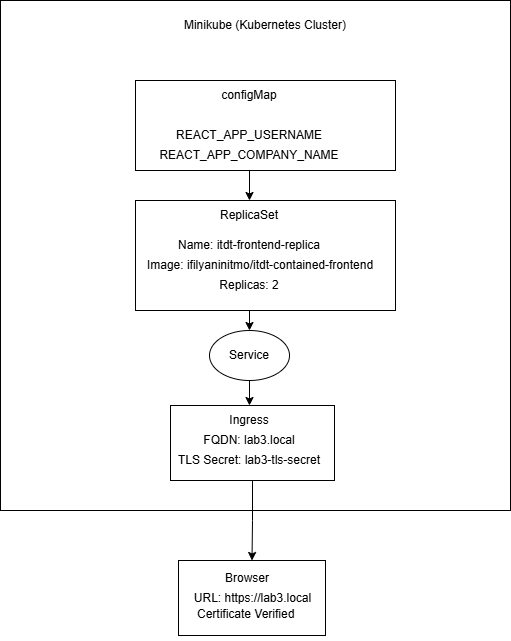 Minikube (Kubernetes Cluster)
configMap
REACT_APP_USERNAME
REACT_APP_COMPANY_NAME
ReplicaSet
Name: itdt-frontend-replica
Image: ifilyaninitmo/itdt-contained-frontend
Replicas: 2
Service
Ingress
FQDN: lab3.local
TLS Secret: lab3-tls-secret
Browser
URL: https://lab3.local
Certificate Verified